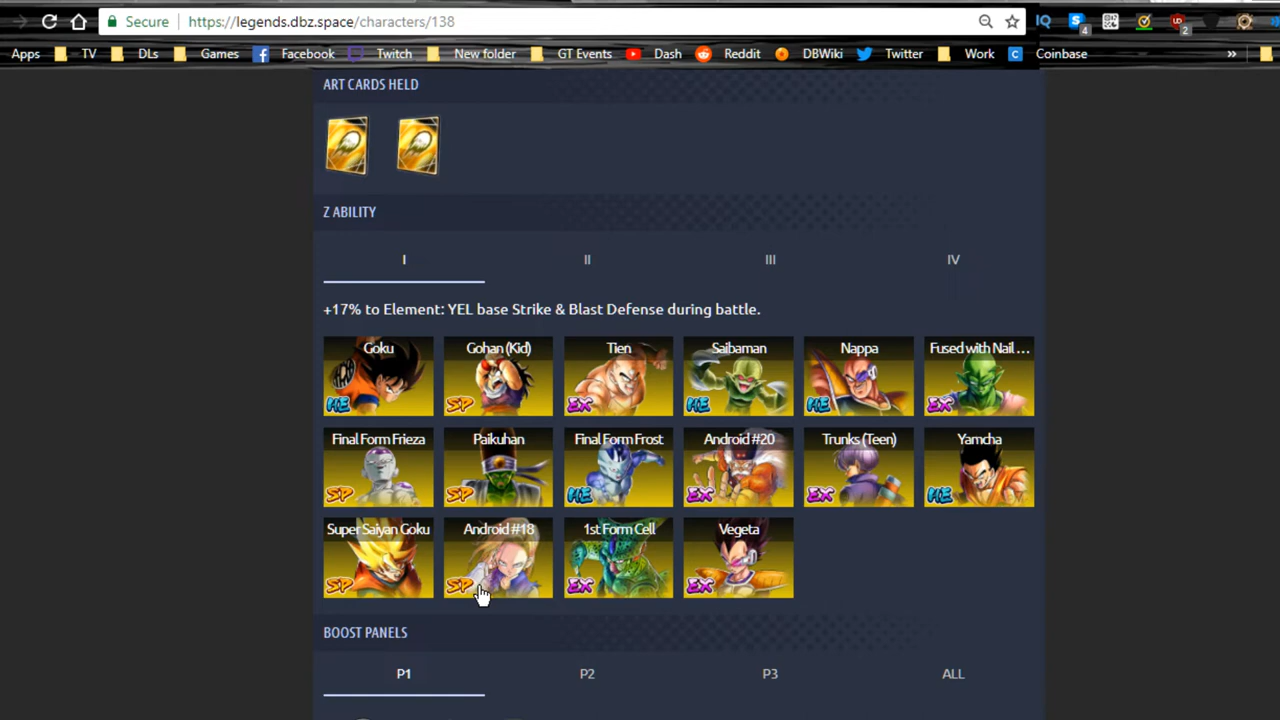 Secure https://legends.dbz.space/characters/138 IQ 4 UD 2
Apps TV DLs Games Facebook Twitch New folder GT Events Dash Reddit DBWiki Twitter Work C Coinbase »
ART CARDS HELD
Z ABILITY
I II III IV
+17% to Element: YEL base Strike & Blast Defense during battle.
Goku Gohan (Kid) Tien Saibaman Nappa Fused with Nail ...
HE SP EX HE HE EX
Final Form Frieza Paikuhan Final Form Frost Android #20 Trunks (Teen) Yamcha
SP SP HE EX EX HE
Super Saiyan Goku Android #18 1st Form Cell Vegeta
SP SP EX EX
BOOST PANELS
P1 P2 P3 ALL